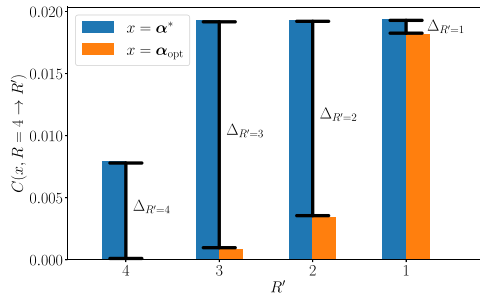 0.020
0.015
0.010
0.005
0.000
C(x, R = 4 → R′)
x = α*
x = α_opt
Δ_{R′=4}
Δ_{R′=3}
Δ_{R′=2}
Δ_{R′=1}
4 3 2 1
R′